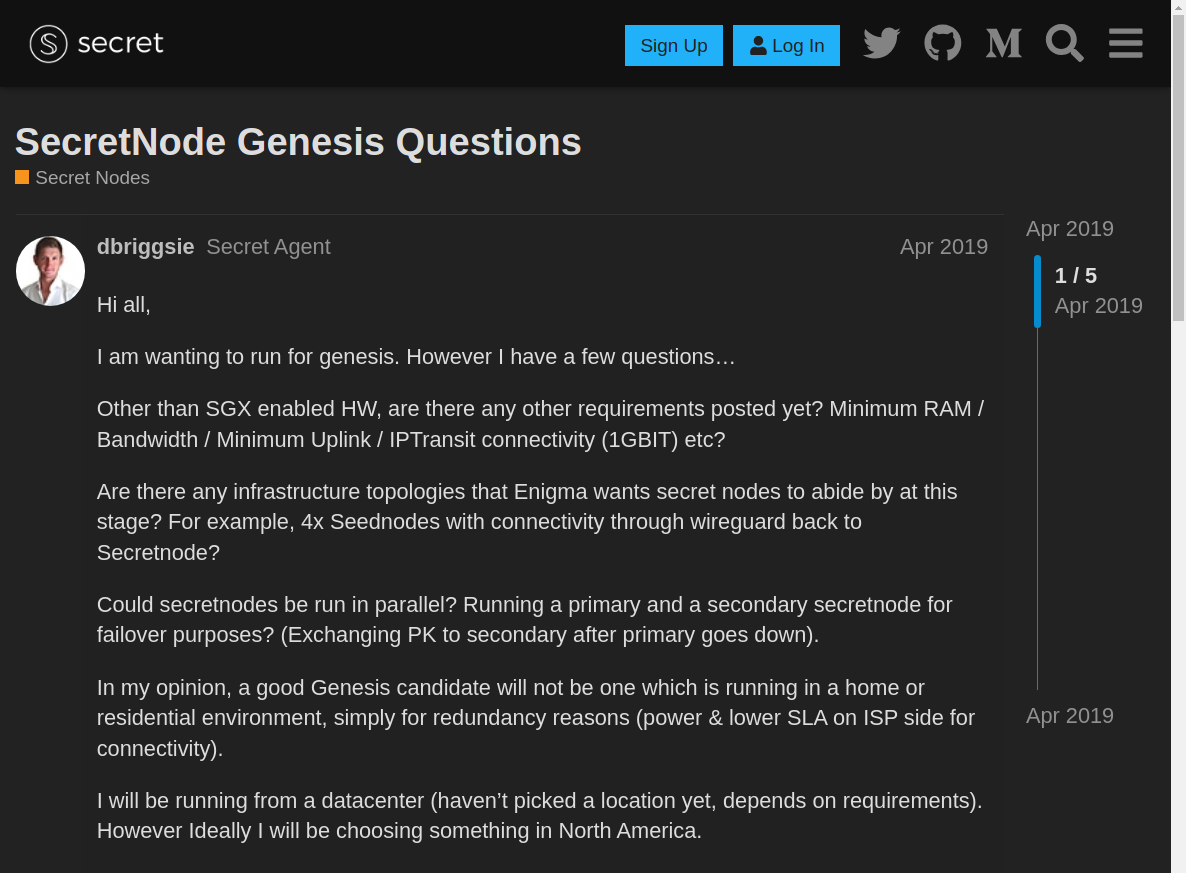 secret
Sign Up
Log In
SecretNode Genesis Questions
Secret Nodes
dbriggsie Secret Agent
Apr 2019
Hi all,
I am wanting to run for genesis. However I have a few questions…
Other than SGX enabled HW, are there any other requirements posted yet? Minimum RAM /
Bandwidth / Minimum Uplink / IPTransit connectivity (1GBIT) etc?
Are there any infrastructure topologies that Enigma wants secret nodes to abide by at this
stage? For example, 4x Seednodes with connectivity through wireguard back to
Secretnode?
Could secretnodes be run in parallel? Running a primary and a secondary secretnode for
failover purposes? (Exchanging PK to secondary after primary goes down).
In my opinion, a good Genesis candidate will not be one which is running in a home or
residential environment, simply for redundancy reasons (power & lower SLA on ISP side for
connectivity).
I will be running from a datacenter (haven’t picked a location yet, depends on requirements).
However Ideally I will be choosing something in North America.
Apr 2019
1 / 5
Apr 2019
Apr 2019